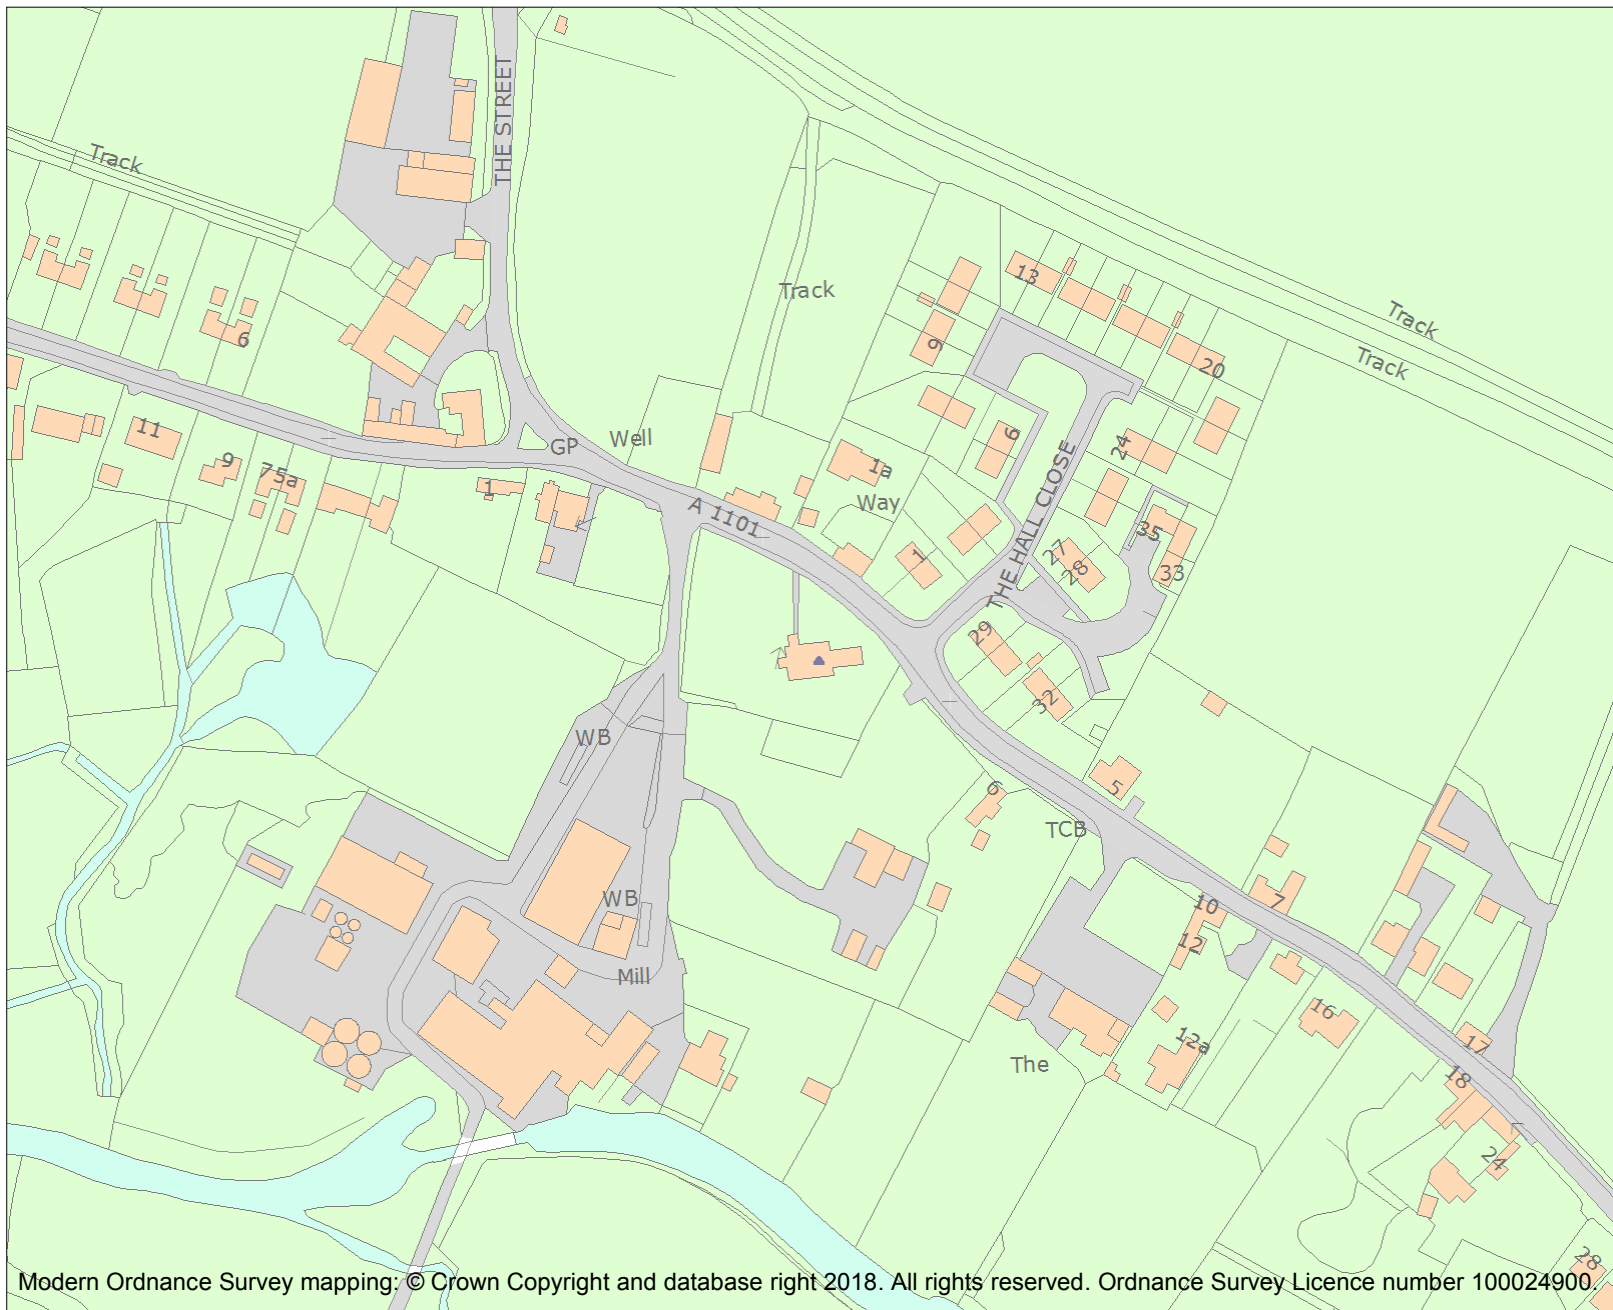 THE STREET
Track
Track
13
9
Track
Track
20
6
11
9
7
5a
GP
Well
6
24
1a
Way
1
A 1101
THE HALL CLOSE
35
27
28
33
1
29
32
WB
5
6
TCB
WB
10
7
12
Mill
16
12a
17
The
18
24
28
Modern Ordnance Survey mapping: © Crown Copyright and database right 2018. All rights reserved. Ordnance Survey Licence number 100024900.